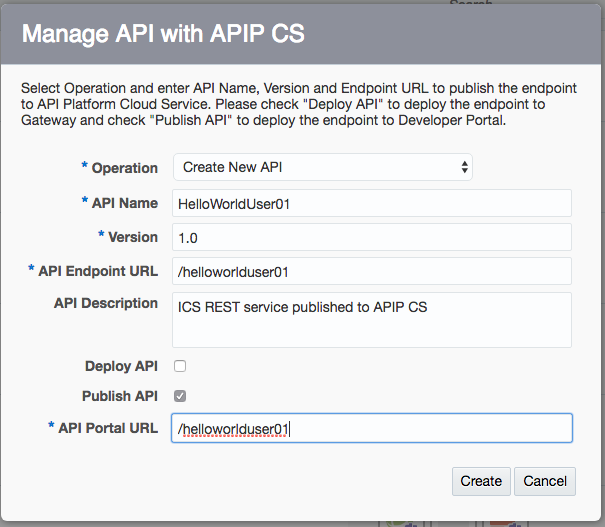 Search
Manage API with APIP CS
Select Operation and enter API Name, Version and Endpoint URL to publish the endpoint
to API Platform Cloud Service. Please check "Deploy API" to deploy the endpoint to
Gateway and check "Publish API" to deploy the endpoint to Developer Portal.
* Operation Create New API
* API Name HelloWorldUser01
* Version 1.0
* API Endpoint URL /helloworlduser01
API Description ICS REST service published to APIP CS
Deploy API
Publish API
* API Portal URL /helloworlduser01
Create Cancel